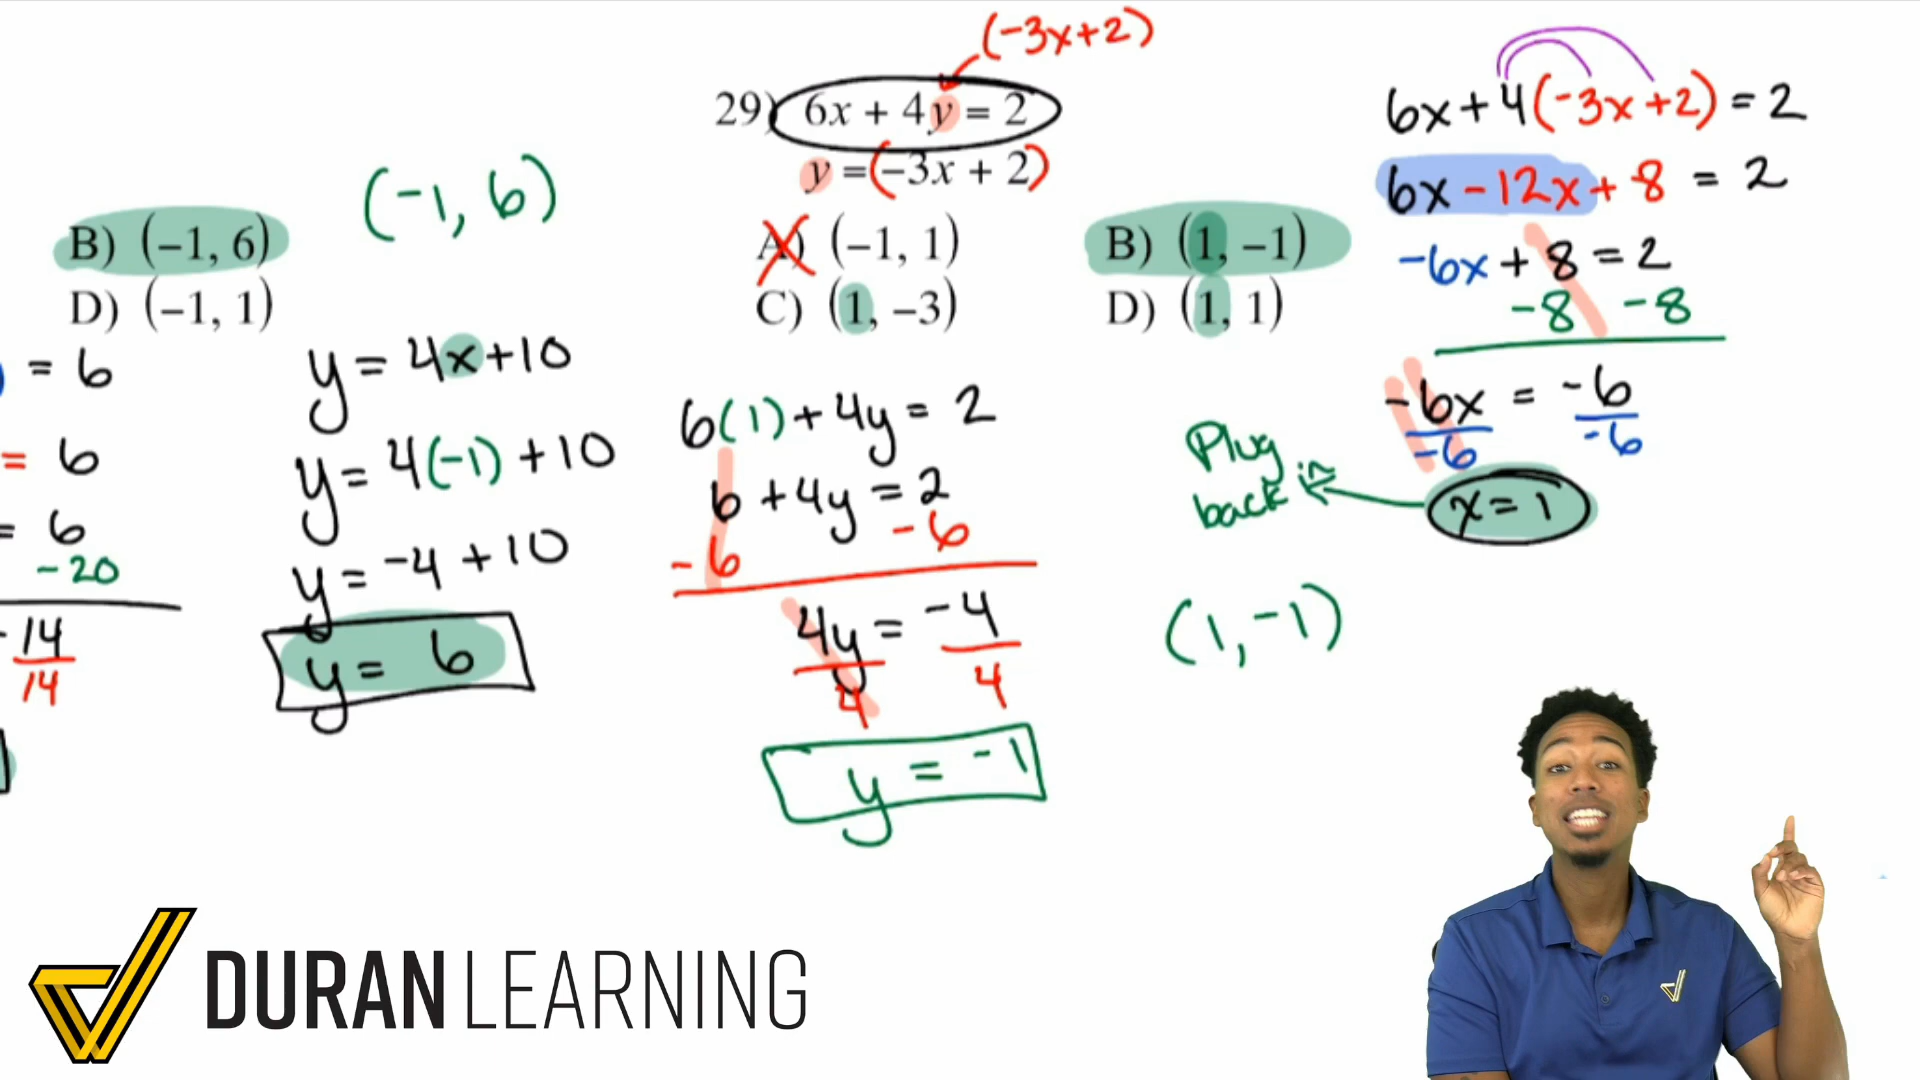 (-1, 6)
B) (−1, 6)
D) (−1, 1)
= 6
= 6
= 6
-20
-14
14
y = 4x+10
y = 4(-1) +10
y = -4 +10
y = 6
(-3x+2)
29) 6x + 4y = 2
y =(−3x + 2)
A) (−1, 1)
B) (1, −1)
C) (1, −3)
D) (1, 1)
6(1) + 4y = 2
6 +4y = 2
-6 -6
4y = -4
4 4
y = -1
6x+4(-3x+2) = 2
6x -12x + 8 = 2
-6x + 8 = 2
-8 -8
-6x = -6
-6 -6
x = 1
Plug
back in
(1, -1)
DURAN LEARNING